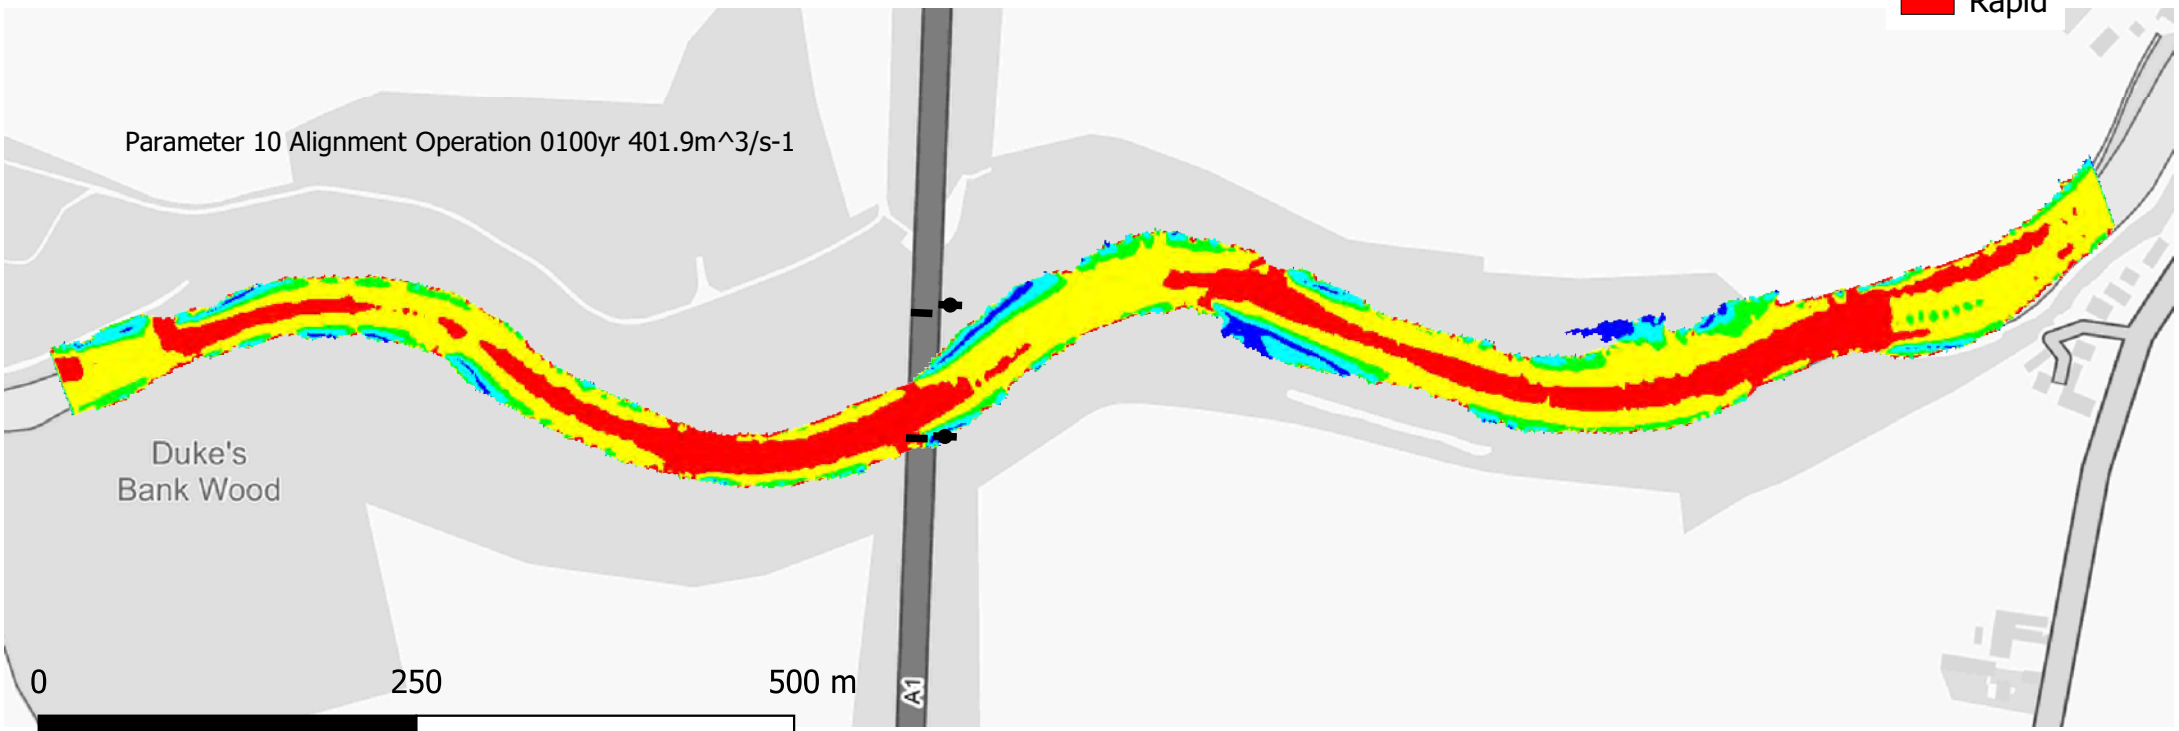 Rapid
Parameter 10 Alignment Operation 0100yr 401.9m^3/s-1
Duke's
Bank Wood
0 250 500 m
A1